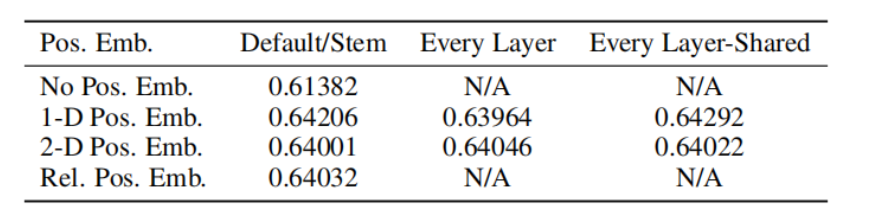 Pos. Emb. Default/Stem Every Layer Every Layer-Shared
No Pos. Emb. 0.61382 N/A N/A
1-D Pos. Emb. 0.64206 0.63964 0.64292
2-D Pos. Emb. 0.64001 0.64046 0.64022
Rel. Pos. Emb. 0.64032 N/A N/A